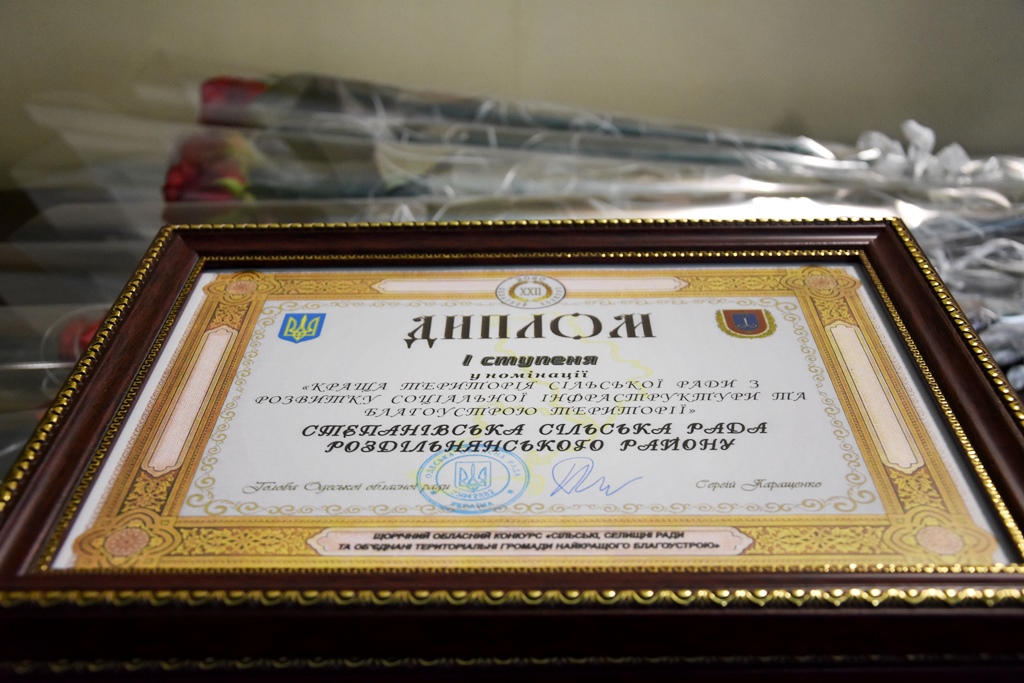 XXII
ДИПЛОМ
I ступеня
у номінації
«КРАЩА ТЕРИТОРІЯ СІЛЬСЬКОЇ РАДИ З
РОЗВИТКУ СОЦІАЛЬНОЇ ІНФРАСТРУКТУРИ ТА
БЛАГОУСТРОЮ ТЕРИТОРІЇ»
СТЕПАНІВСЬКА СІЛЬСЬКА РАДА
РОЗДІЛЬНЯНСЬКОГО РАЙОНУ
Голова Одеської обласної ради
Сергій Паращенко
УКРАЇНА
ЩОРІЧНИЙ ОБЛАСНИЙ КОНКУРС «СІЛЬСЬКІ, СЕЛИЩНІ РАДИ
ТА ОБ'ЄДНАНІ ТЕРИТОРІАЛЬНІ ГРОМАДИ НАЙКРАЩОГО БЛАГОУСТРОЮ»